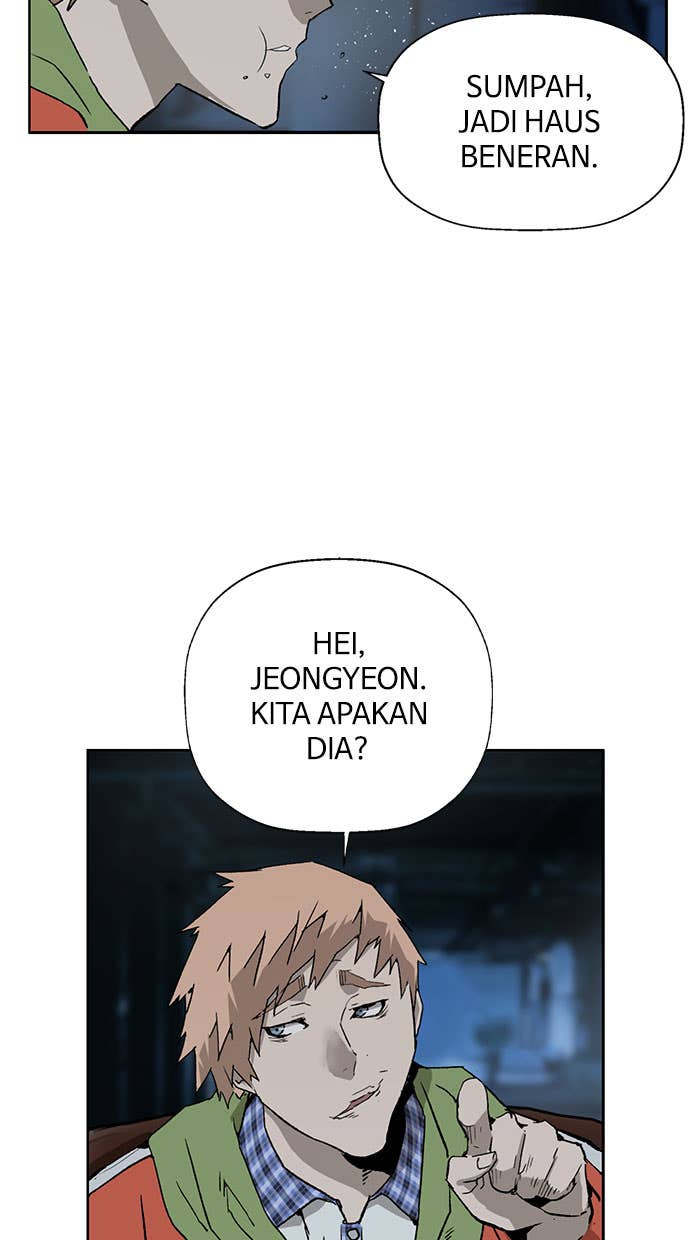 SUMPAH,
JADI HAUS
BENERAN.
HEI,
JEONGYEON.
KITA APAKAN
DIA?